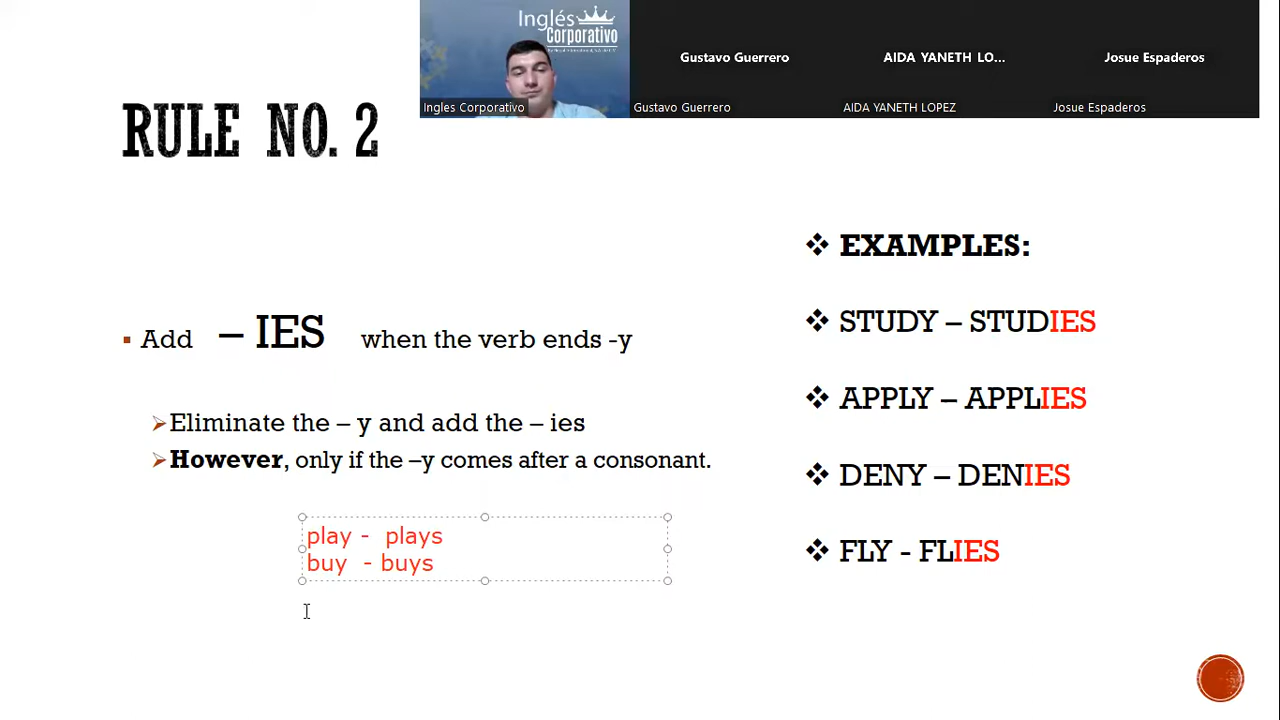 Inglés
Corporativo
Gustavo Guerrero
AIDA YANETH LO...
Josue Espaderos
Ingles Corporativo
Gustavo Guerrero
AIDA YANETH LOPEZ
Josue Espaderos
RULE NO. 2
Add – IES when the verb ends -y
Eliminate the – y and add the – ies
However, only if the –y comes after a consonant.
play - plays
buy - buys
EXAMPLES:
STUDY – STUDIES
APPLY – APPLIES
DENY – DENIES
FLY - FLIES